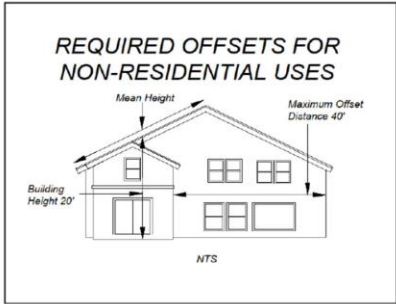 REQUIRED OFFSETS FOR
NON-RESIDENTIAL USES
Mean Height
Maximum Offset
Distance 40'
Building
Height 20'
NTS